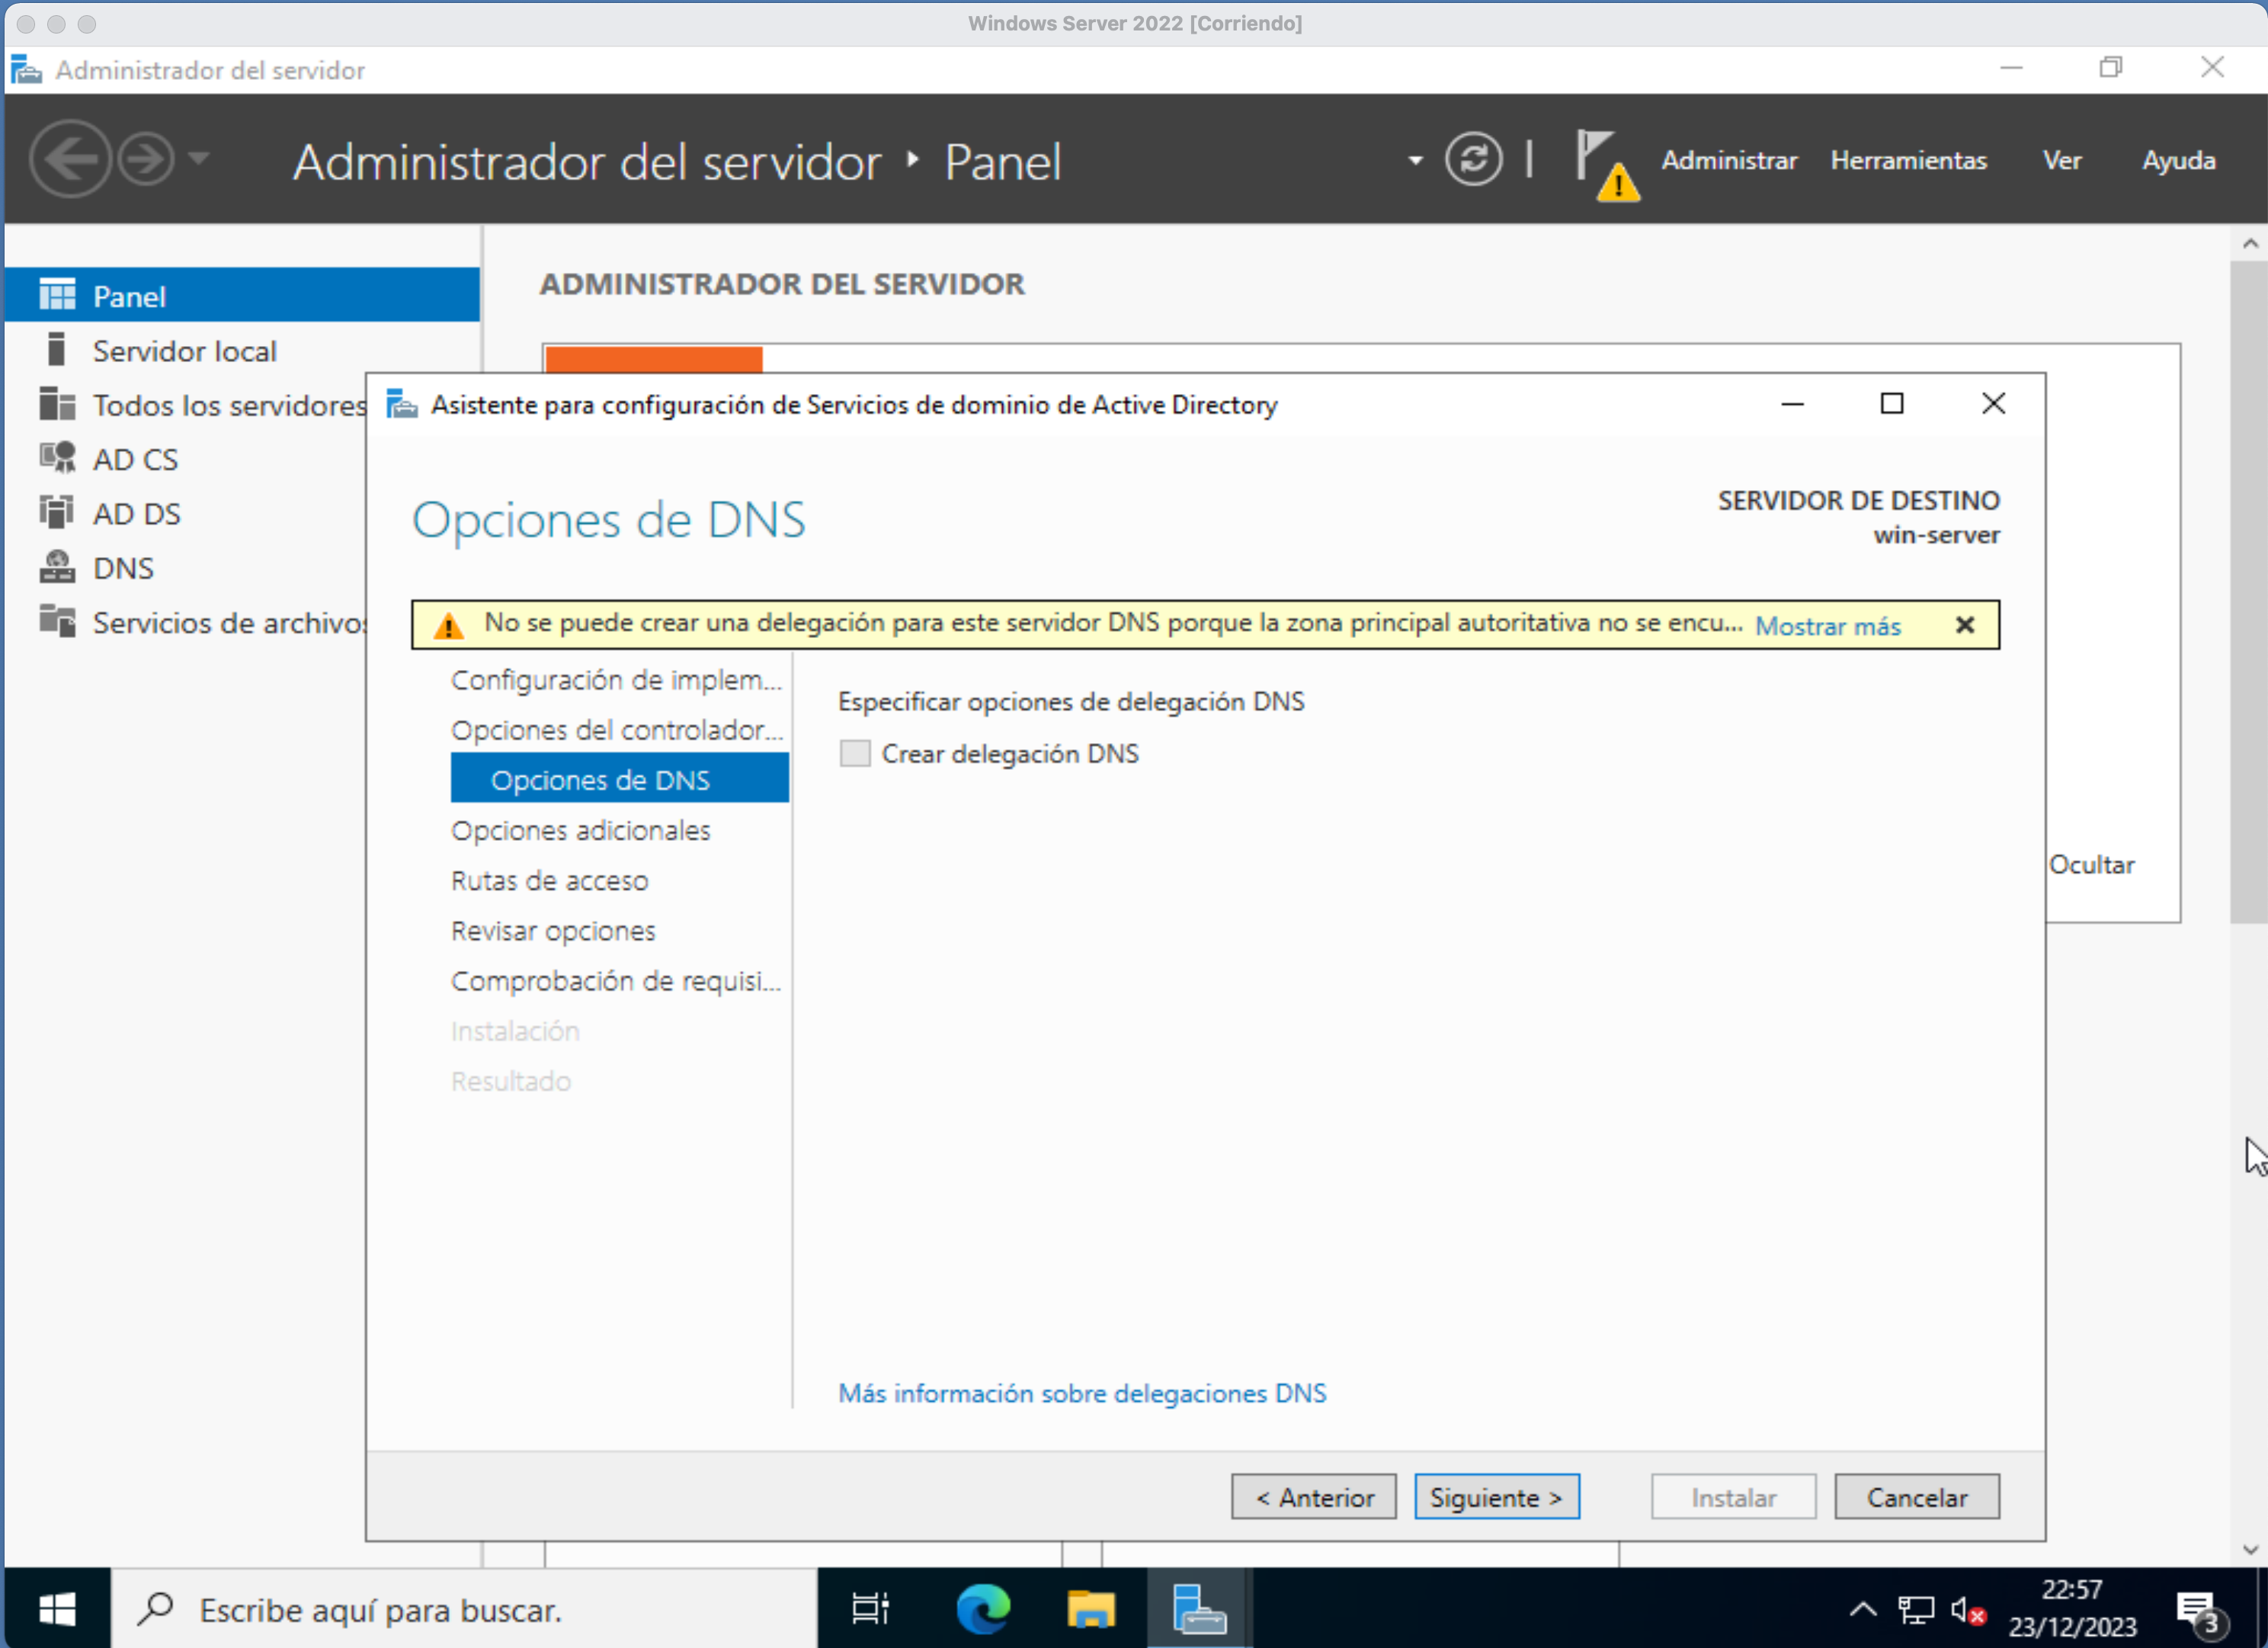 Windows Server 2022 [Corriendo]
Administrador del servidor
Administrador del servidor ‣ Panel
Administrar Herramientas Ver Ayuda
Panel
Servidor local
Todos los servidores
AD CS
AD DS
DNS
Servicios de archivos
ADMINISTRADOR DEL SERVIDOR
Ocultar
Asistente para configuración de Servicios de dominio de Active Directory
Opciones de DNS
SERVIDOR DE DESTINO
win-server
No se puede crear una delegación para este servidor DNS porque la zona principal autoritativa no se encu... Mostrar más
Configuración de implem...
Opciones del controlador...
Opciones de DNS
Opciones adicionales
Rutas de acceso
Revisar opciones
Comprobación de requisi...
Instalación
Resultado
Especificar opciones de delegación DNS
Crear delegación DNS
Más información sobre delegaciones DNS
< Anterior
Siguiente >
Instalar
Cancelar
Escribe aquí para buscar.
22:57
23/12/2023
3